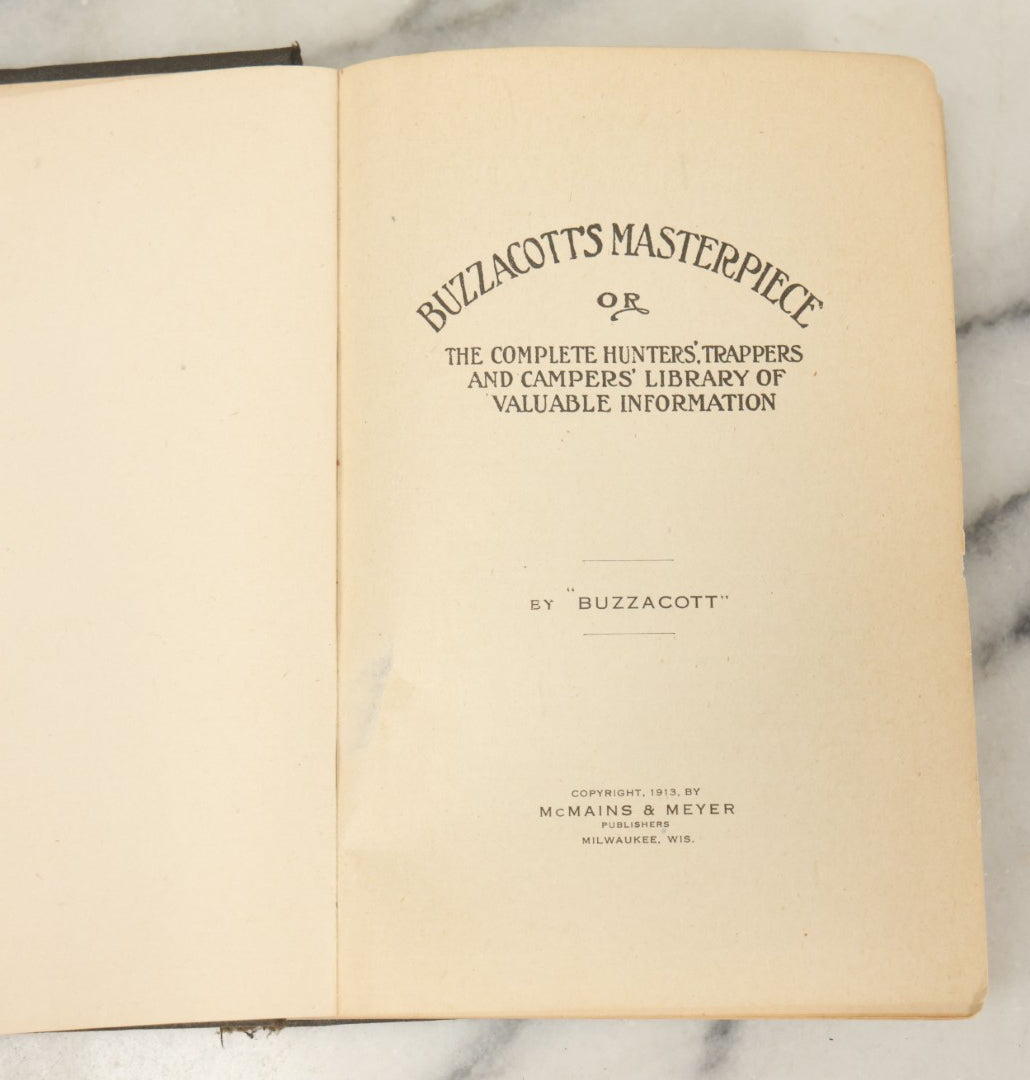 BUZZACOTT'S MASTERPIECE
OR
THE COMPLETE HUNTERS', TRAPPERS
AND CAMPERS' LIBRARY OF
VALUABLE INFORMATION
BY "BUZZACOTT"
COPYRIGHT, 1913, BY
McMAINS & MEYER
PUBLISHERS
MILWAUKEE, WIS.